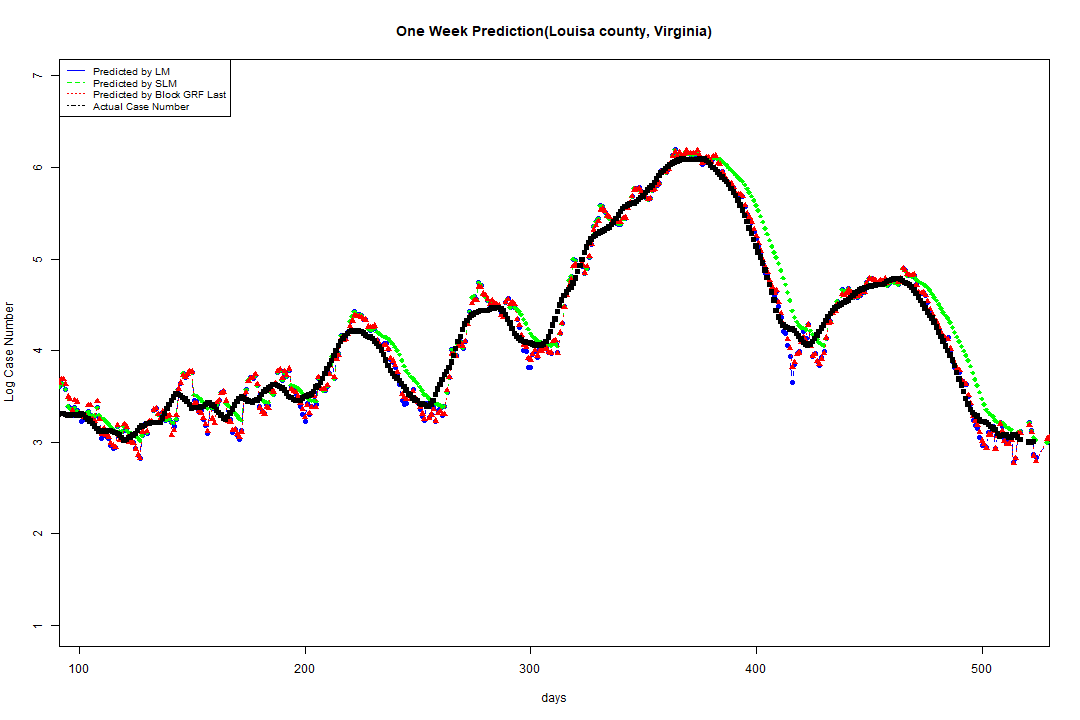 One Week Prediction(Louisa county, Virginia)
Predicted by LM
Predicted by SLM
Predicted by Block GRF Last
Actual Case Number
7
6
5
4
3
2
1
Log Case Number
100 200 300 400 500
days